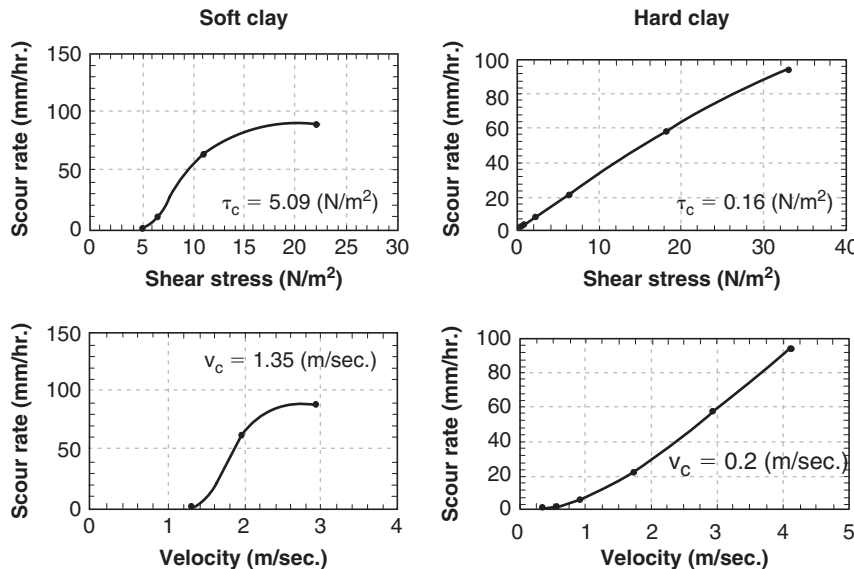 Soft clay
150
100
50
0
Scour rate (mm/hr.)
τc = 5.09 (N/m²)
0 5 10 15 20 25 30
Shear stress (N/m²)
Hard clay
100
80
60
40
20
0
Scour rate (mm/hr.)
τc = 0.16 (N/m²)
0 10 20 30 40
Shear stress (N/m²)
150
100
50
0
Scour rate (mm/hr.)
vc = 1.35 (m/sec.)
0 1 2 3 4
Velocity (m/sec.)
100
80
60
40
20
0
Scour rate (mm/hr.)
vc = 0.2 (m/sec.)
0 1 2 3 4 5
Velocity (m/sec.)